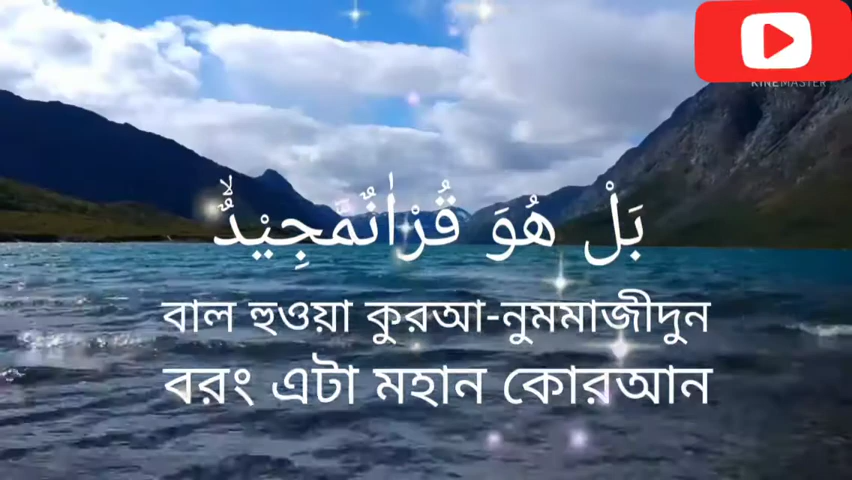 KINEMASTER
بَلْ هُوَ قُرْاٰنٌمَّجِيْدٌۙ
বাল হুওয়া কুরআ-নুমমাজীদুন
বরং এটা মহান কোরআন